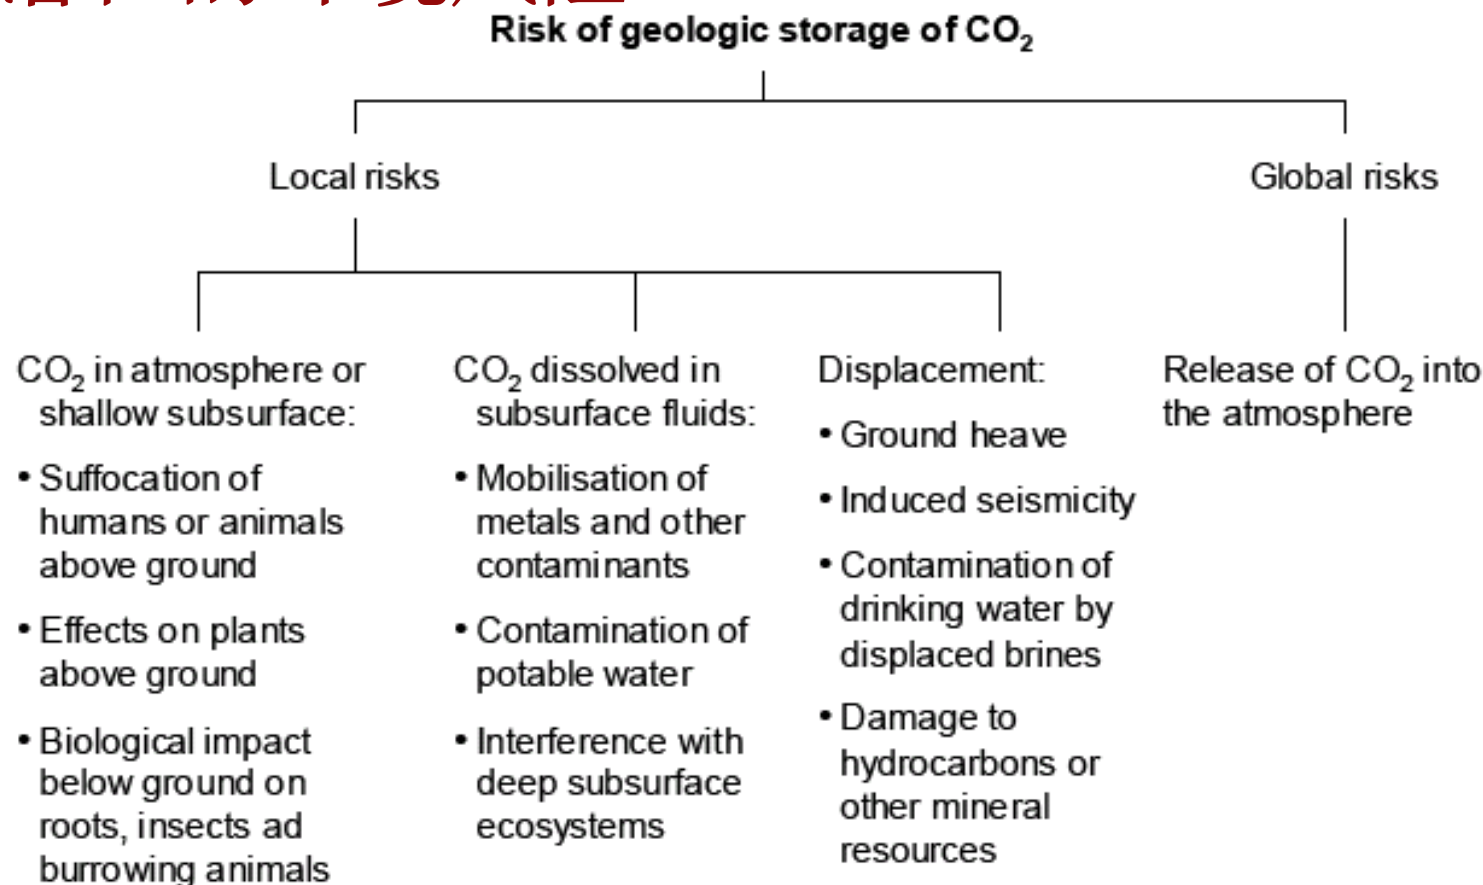 Risk of geologic storage of CO₂
Local risks
Global risks
CO₂ in atmosphere or
shallow subsurface:
• Suffocation of
humans or animals
above ground
• Effects on plants
above ground
• Biological impact
below ground on
roots, insects ad
burrowing animals
CO₂ dissolved in
subsurface fluids:
• Mobilisation of
metals and other
contaminants
• Contamination of
potable water
• Interference with
deep subsurface
ecosystems
Displacement:
• Ground heave
• Induced seismicity
• Contamination of
drinking water by
displaced brines
• Damage to
hydrocarbons or
other mineral
resources
Release of CO₂ into
the atmosphere